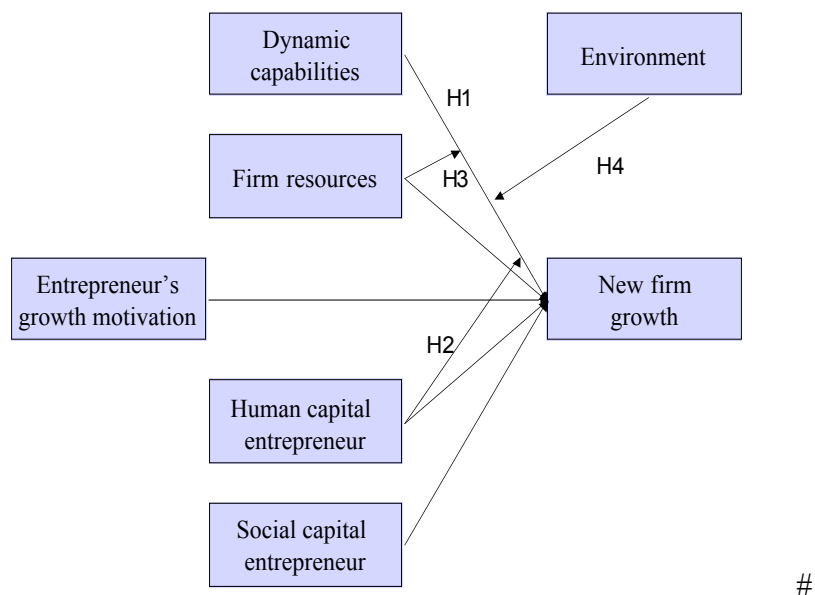 Dynamic
capabilities
Environment
H1
Firm resources
H3
H4
Entrepreneur's
growth motivation
New firm
growth
H2
Human capital
entrepreneur
Social capital
entrepreneur
#